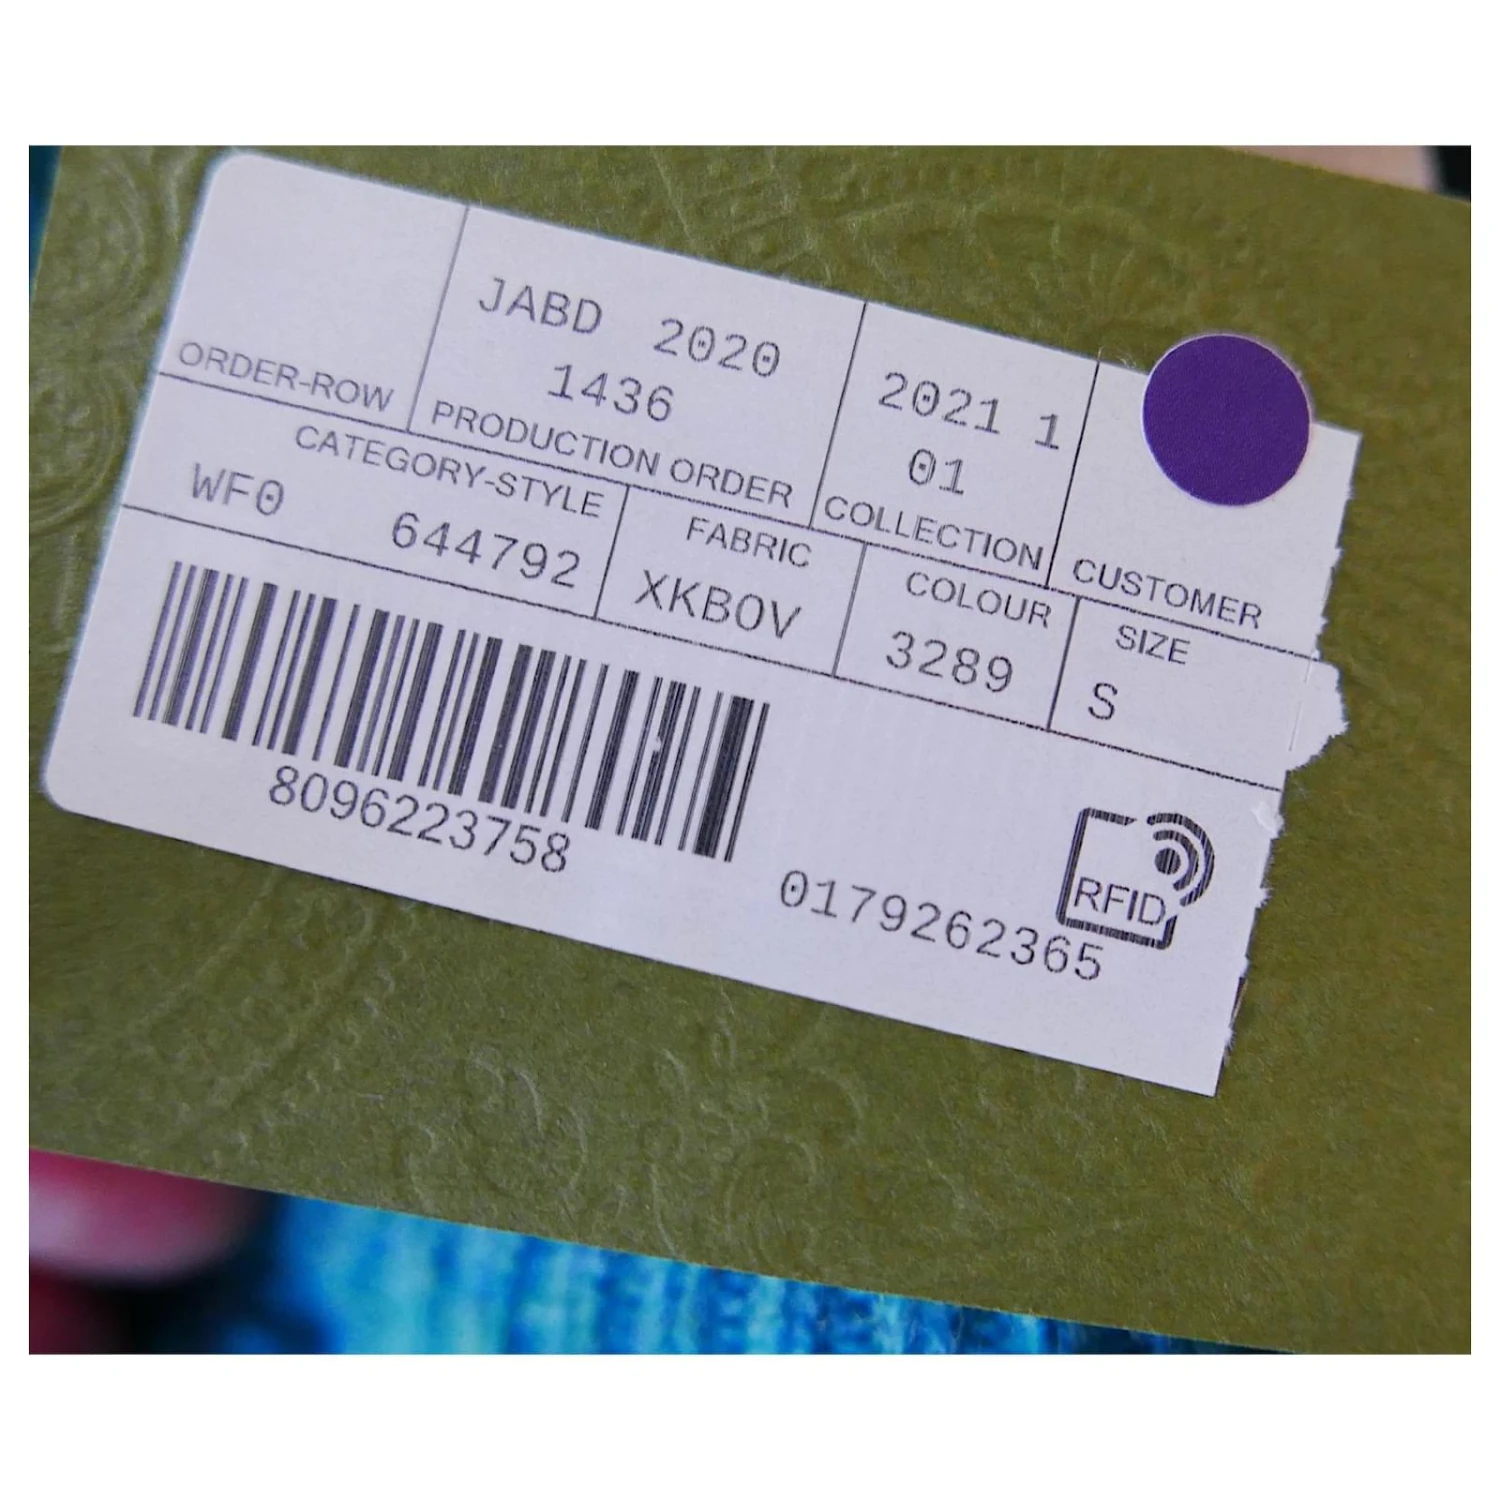 JABD 2020
1436
ORDER-ROW
PRODUCTION ORDER
2021 1
01
COLLECTION
CUSTOMER
CATEGORY-STYLE
WF0 644792
FABRIC
XKB0V
COLOUR
3289
SIZE
S
8096223758
0179262365
RFID